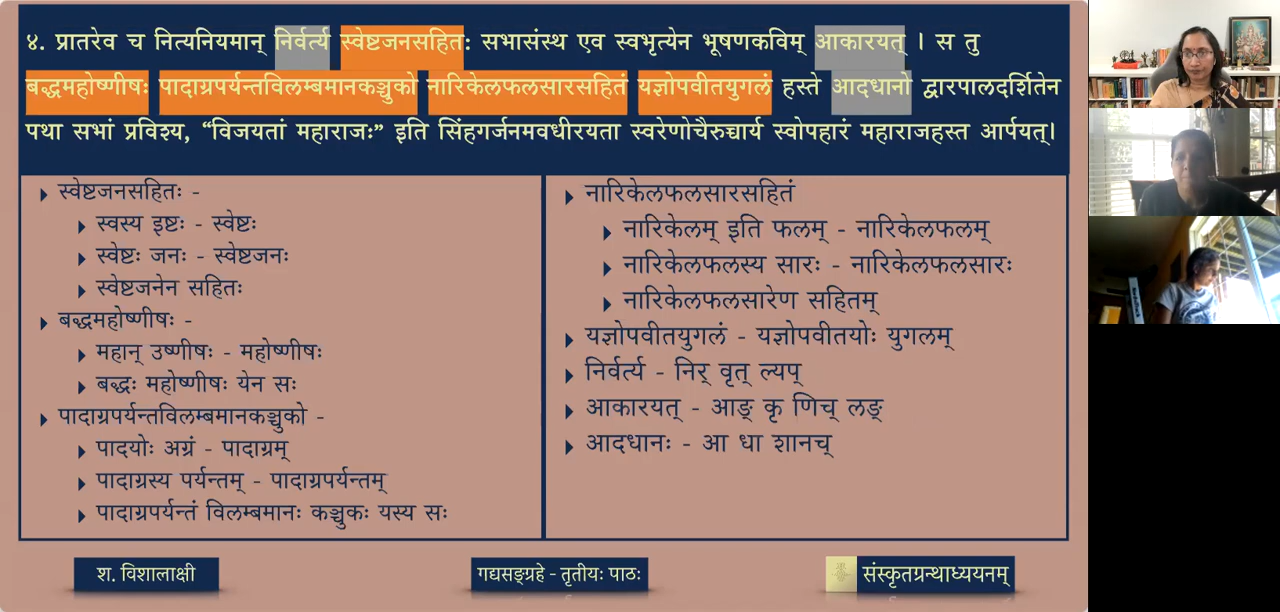 ४. प्रातरेव च नित्यनियमान् निर्वर्त्य स्वेष्टजनसहितः सभासंस्थ एव स्वभृत्येन भूषणकविम् आकारयत् । स तु
बद्धमहोष्णीषः पादाग्रपर्यन्तविलम्बमानकञ्चुको नारिकेलफलसारसहितं यज्ञोपवीतयुगलं हस्ते आदधानो द्वारपालदर्शितेन
पथा सभां प्रविश्य, “विजयतां महाराजः” इति सिंहगर्जनमवधीरयता स्वरेणोचैरुच्चार्य स्वोपहारं महाराजहस्त आर्पयत्।
स्वेष्टजनसहितः -
स्वस्य इष्टः - स्वेष्टः
स्वेष्टः जनः - स्वेष्टजनः
स्वेष्टजनेन सहितः
बद्धमहोष्णीषः -
महान् उष्णीषः - महोष्णीषः
बद्धः महोष्णीषः येन सः
पादाग्रपर्यन्तविलम्बमानकञ्चुको -
पादयोः अग्रं - पादाग्रम्
पादाग्रस्य पर्यन्तम् - पादाग्रपर्यन्तम्
पादाग्रपर्यन्तं विलम्बमानः कञ्चुकः यस्य सः
नारिकेलफलसारसहितं
नारिकेलम् इति फलम् - नारिकेलफलम्
नारिकेलफलस्य सारः - नारिकेलफलसारः
नारिकेलफलसारेण सहितम्
यज्ञोपवीतयुगलं - यज्ञोपवीतयोः युगलम्
निर्वर्त्य - निर् वृत् ल्यप्
आकारयत् - आङ् कृ णिच् लङ्
आदधानः - आ धा शानच्
श. विशालाक्षी
गद्यसङ्ग्रहे - तृतीयः पाठः
संस्कृतग्रन्थाध्ययनम्